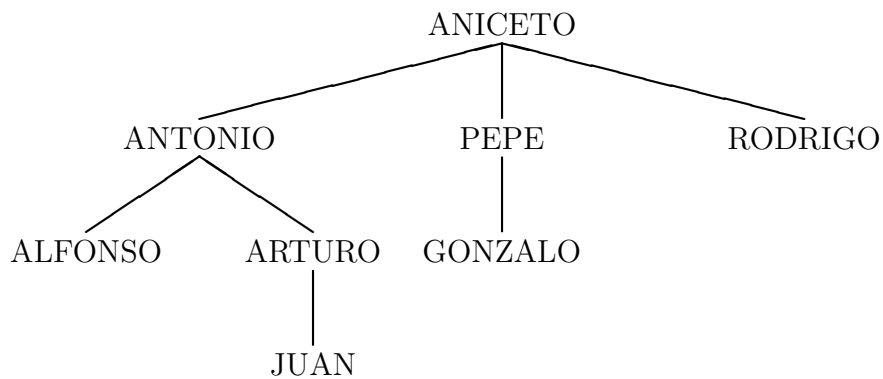 ANICETO
ANTONIO PEPE RODRIGO
ALFONSO ARTURO GONZALO
JUAN